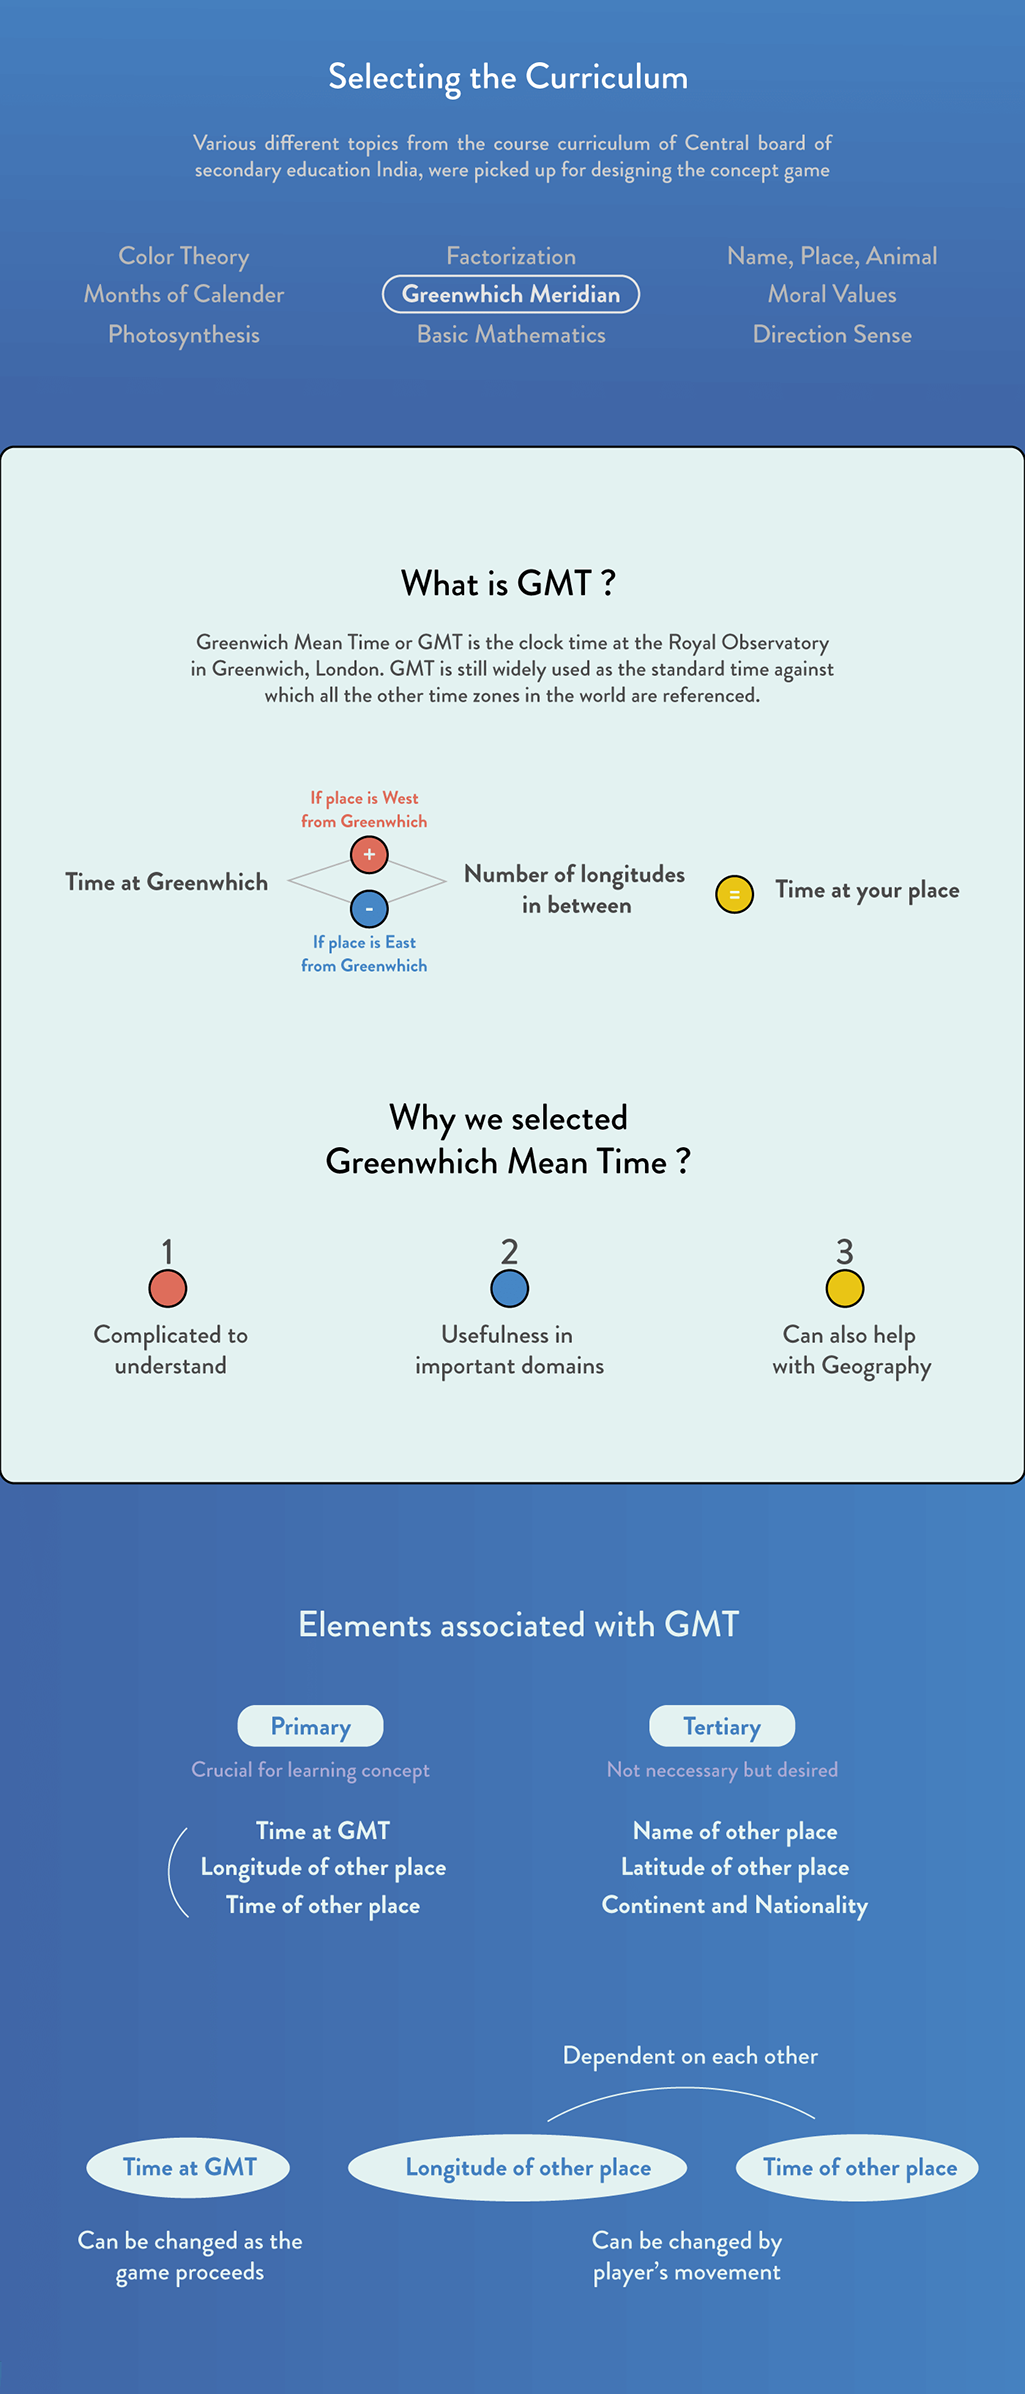 Selecting the Curriculum
Various different topics from the course curriculum of Central board of
secondary education India, were picked up for designing the concept game
Color Theory
Factorization
Name, Place, Animal
Months of Calender
Greenwhich Meridian
Moral Values
Photosynthesis
Basic Mathematics
Direction Sense
What is GMT ?
Greenwich Mean Time or GMT is the clock time at the Royal Observatory
in Greenwich, London. GMT is still widely used as the standard time against
which all the other time zones in the world are referenced.
If place is West
from Greenwhich
+
Time at Greenwhich
-
If place is East
from Greenwhich
Number of longitudes
in between
=
Time at your place
Why we selected
Greenwhich Mean Time ?
1
Complicated to
understand
2
Usefulness in
important domains
3
Can also help
with Geography
Elements associated with GMT
Primary
Crucial for learning concept
Time at GMT
Longitude of other place
Time of other place
Tertiary
Not neccessary but desired
Name of other place
Latitude of other place
Continent and Nationality
Dependent on each other
Time at GMT
Longitude of other place
Time of other place
Can be changed as the
game proceeds
Can be changed by
player's movement